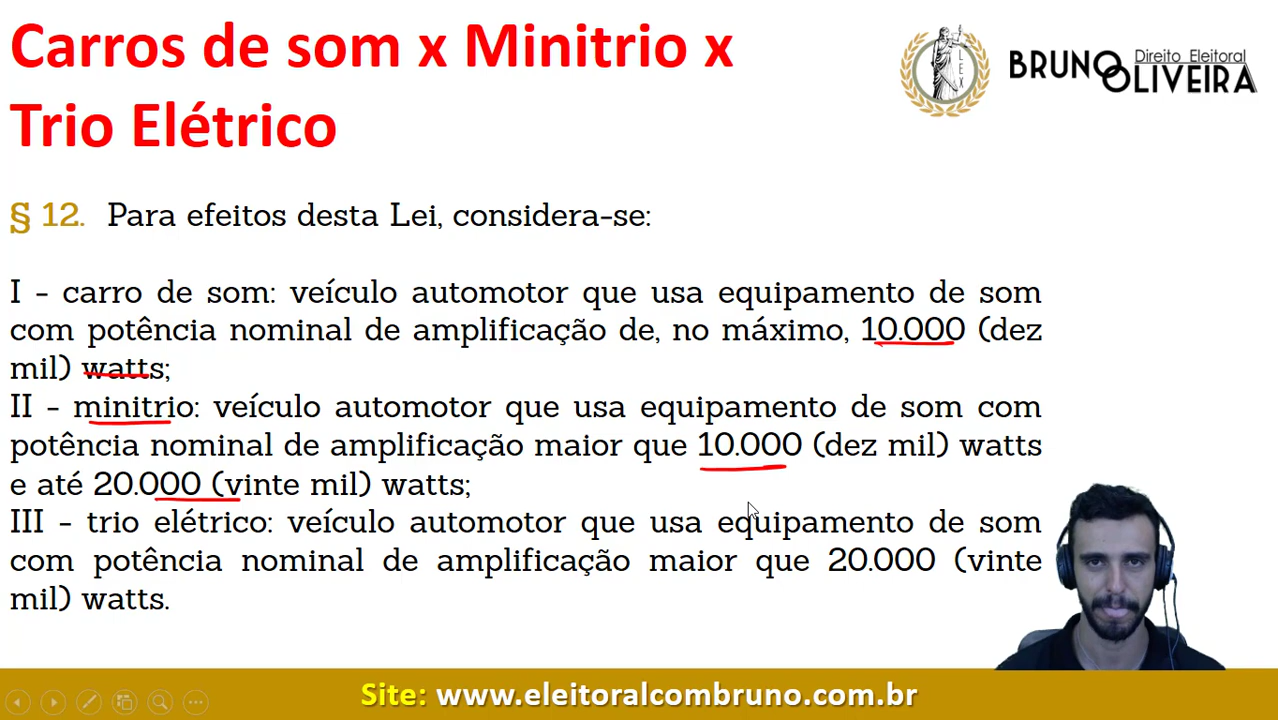 Carros de som x Minitrio x
Trio Elétrico
LEX
BRUNO Direito Eleitoral
OLIVEIRA
§ 12. Para efeitos desta Lei, considera-se:
I - carro de som: veículo automotor que usa equipamento de som
com potência nominal de amplificação de, no máximo, 10.000 (dez
mil) watts;
II - minitrio: veículo automotor que usa equipamento de som com
potência nominal de amplificação maior que 10.000 (dez mil) watts
e até 20.000 (vinte mil) watts;
III - trio elétrico: veículo automotor que usa equipamento de som
com potência nominal de amplificação maior que 20.000 (vinte
mil) watts.
Site: www.eleitoralcombruno.com.br